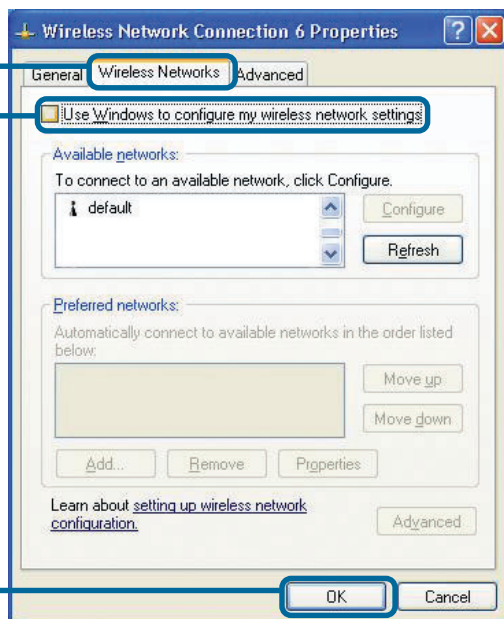 Wireless Network Connection 6 Properties
General Wireless Networks Advanced
Use Windows to configure my wireless network settings
Available networks:
To connect to an available network, click Configure.
default
Configure
Refresh
Preferred networks:
Automatically connect to available networks in the order listed
below:
Move up
Move down
Add... Remove Properties
Learn about setting up wireless network
configuration.
Advanced
OK Cancel